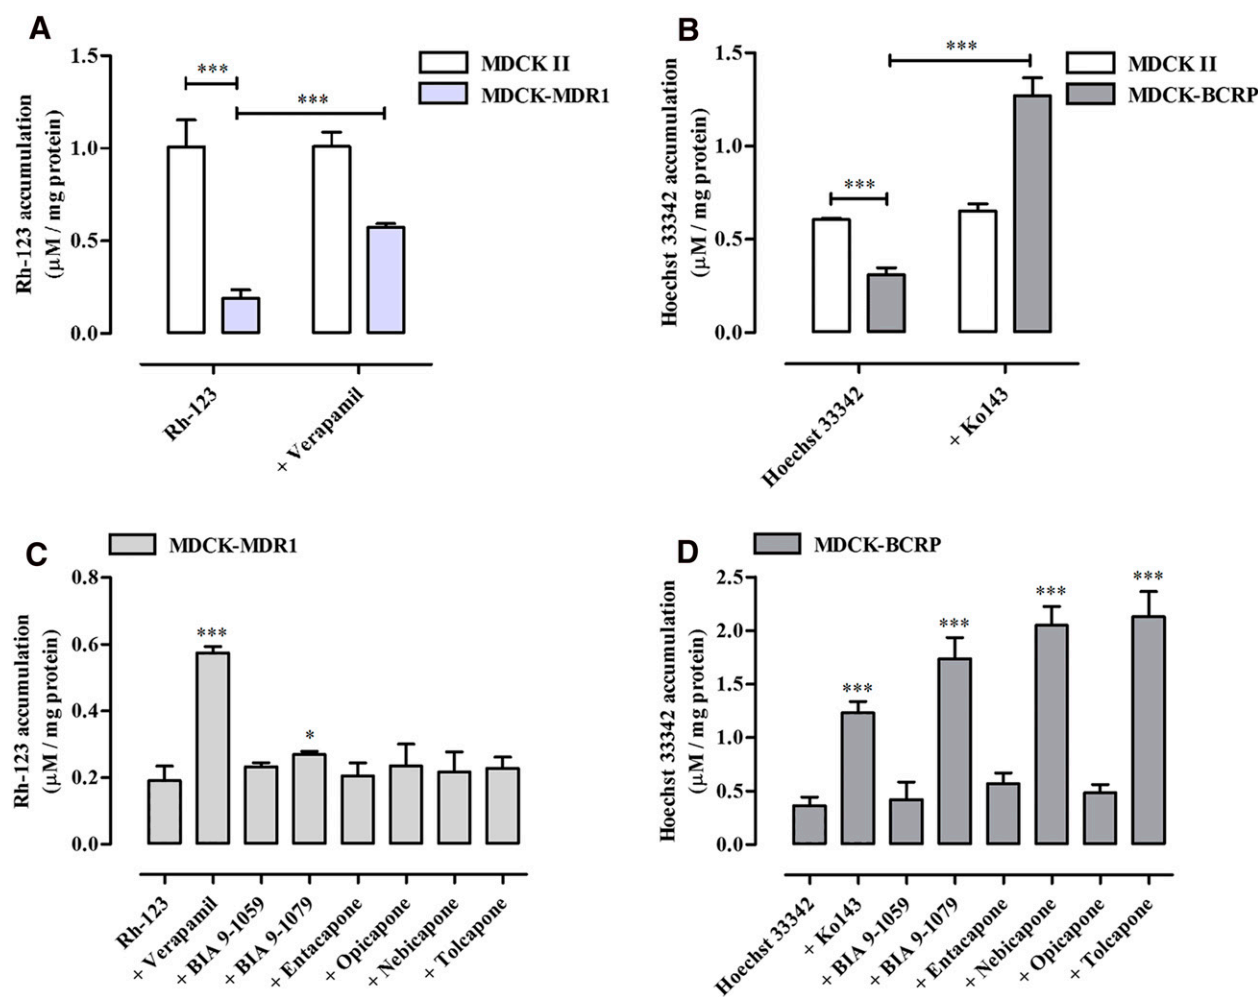 A
1.5
1.0
0.5
0.0
Rh-123 accumulation
(µM / mg protein)
***
***
MDCK II
MDCK-MDR1
Rh-123
+ Verapamil
B
1.5
1.0
0.5
0.0
Hoechst 33342 accumulation
(µM / mg protein)
***
***
MDCK II
MDCK-BCRP
Hoechst 33342
+ Ko143
C
MDCK-MDR1
0.8
0.6
0.4
0.2
0.0
Rh-123 accumulation
(µM / mg protein)
***
*
Rh-123
+ Verapamil
+ BIA 9-1059
+ BIA 9-1079
+ Entacapone
+ Opicapone
+ Nebicapone
+ Tolcapone
D
MDCK-BCRP
2.5
2.0
1.5
1.0
0.5
0.0
Hoechst 33342 accumulation
(µM / mg protein)
***
***
***
***
Hoechst 33342
+ Ko143
+ BIA 9-1059
+ BIA 9-1079
+ Entacapone
+ Nebicapone
+ Opicapone
+ Tolcapone